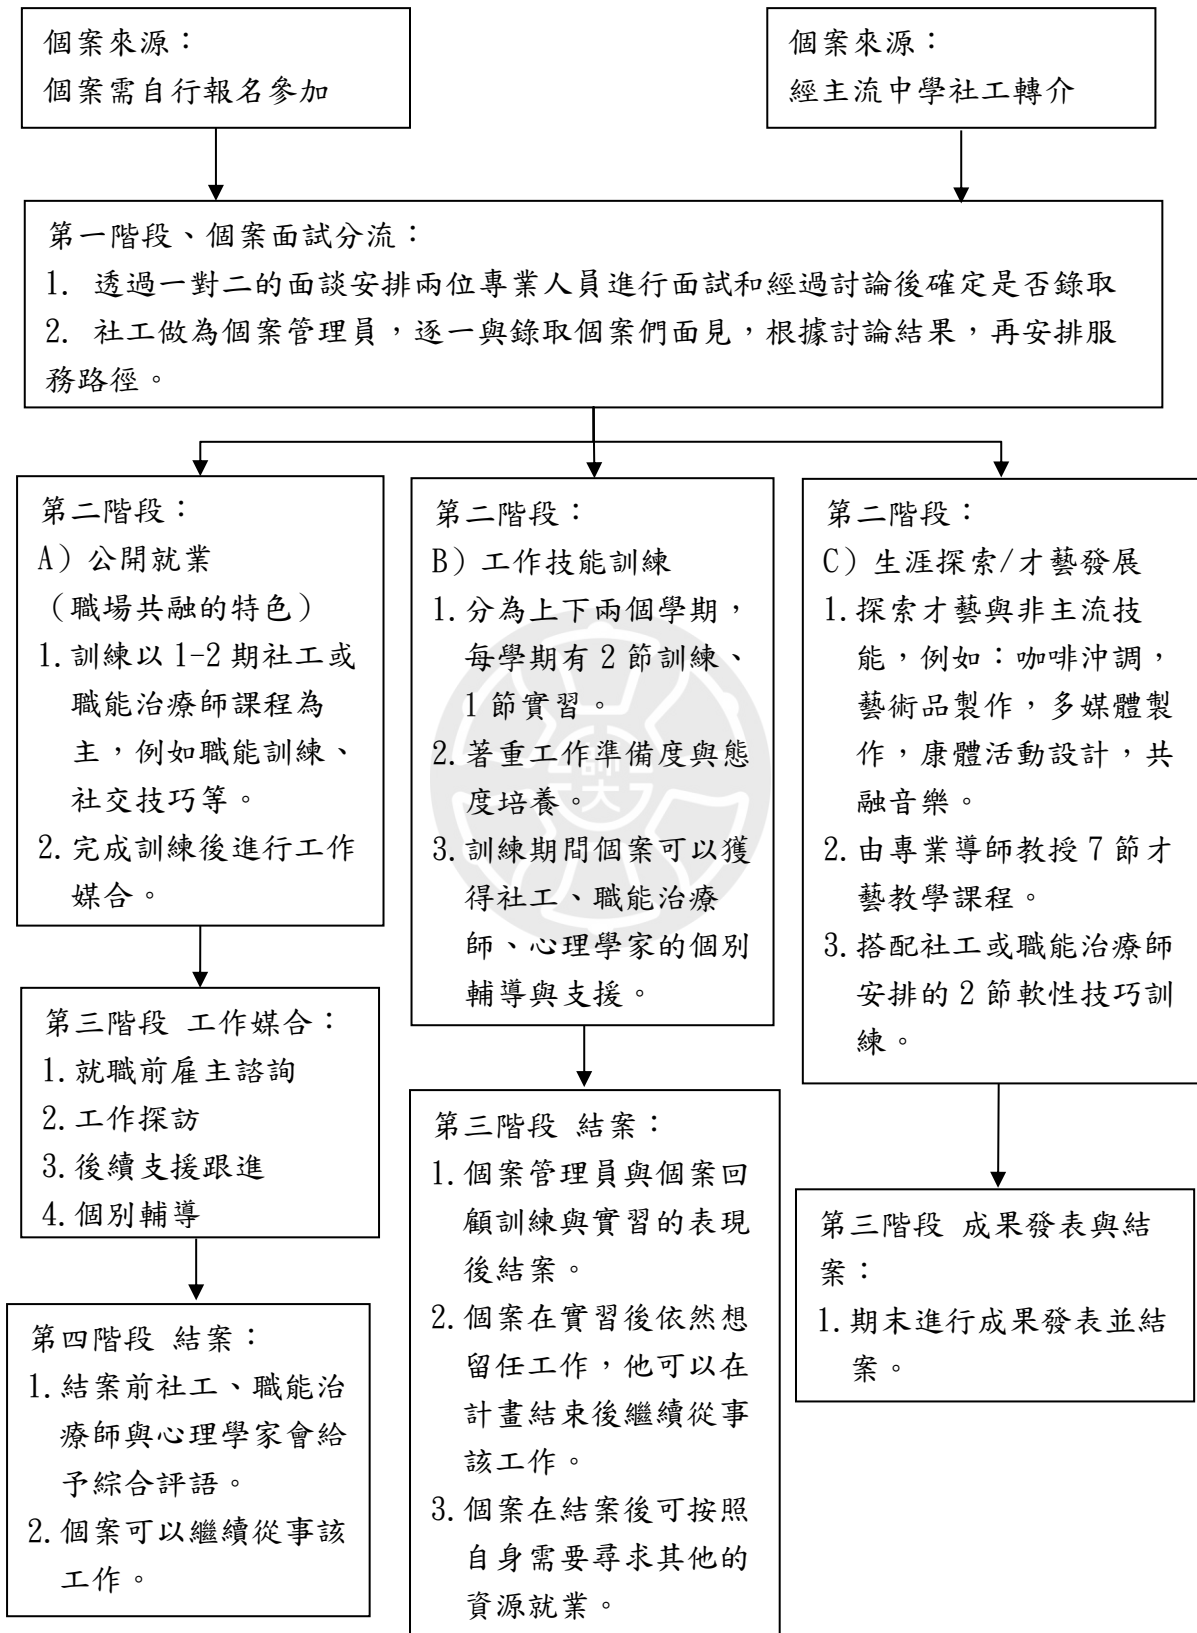 個案來源：
個案需自行報名參加
個案來源：
經主流中學社工轉介
第一階段、個案面試分流：
1. 透過一對二的面談安排兩位專業人員進行面試和經過討論後確定是否錄取
2. 社工做為個案管理員，逐一與錄取個案們面見，根據討論結果，再安排服
務路徑。
第二階段：
A）公開就業
（職場共融的特色）
1.訓練以 1-2 期社工或
職能治療師課程為
主，例如職能訓練、
社交技巧等。
2.完成訓練後進行工作
媒合。
第二階段：
B）工作技能訓練
1.分為上下兩個學期，
每學期有 2 節訓練、
1 節實習。
2.著重工作準備度與態
度培養。
3.訓練期間個案可以獲
得社工、職能治療
師、心理學家的個別
輔導與支援。
第二階段：
C）生涯探索/才藝發展
1.探索才藝與非主流技
能，例如：咖啡沖調，
藝術品製作，多媒體製
作，康體活動設計，共
融音樂。
2.由專業導師教授 7 節才
藝教學課程。
3.搭配社工或職能治療師
安排的 2 節軟性技巧訓
練。
師大
第三階段 工作媒合：
1.就職前雇主諮詢
2.工作探訪
3.後續支援跟進
4.個別輔導
第三階段 結案：
1.個案管理員與個案回
顧訓練與實習的表現
後結案。
2.個案在實習後依然想
留任工作，他可以在
計畫結束後繼續從事
該工作。
3.個案在結案後可按照
自身需要尋求其他的
資源就業。
第三階段 成果發表與結
案：
1.期末進行成果發表並結
案。
第四階段 結案：
1.結案前社工、職能治
療師與心理學家會給
予綜合評語。
2.個案可以繼續從事該
工作。